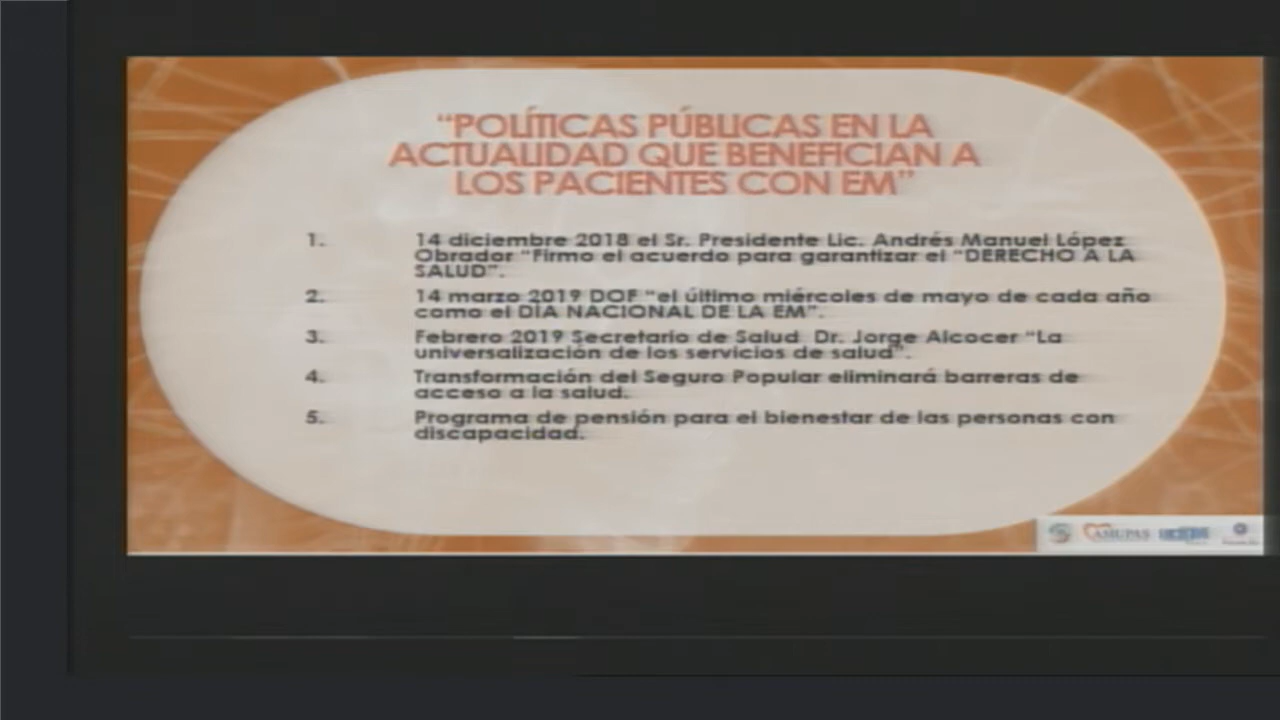 “POLÍTICAS PÚBLICAS EN LA
ACTUALIDAD QUE BENEFICIAN A
LOS PACIENTES CON EM”
1. 14 diciembre 2018 el Sr. Presidente Lic. Andrés Manuel López
Obrador “Firmo el acuerdo para garantizar el “DERECHO A LA
SALUD”.
2. 14 marzo 2019 DOF “el último miércoles de mayo de cada año
como el DIA NACIONAL DE LA EM”.
3. Febrero 2019 Secretario de Salud Dr. Jorge Alcocer “La
universalización de los servicios de salud”.
4. Transformación del Seguro Popular eliminará barreras de
acceso a la salud.
5. Programa de pensión para el bienestar de las personas con
discapacidad.
AMUPAS